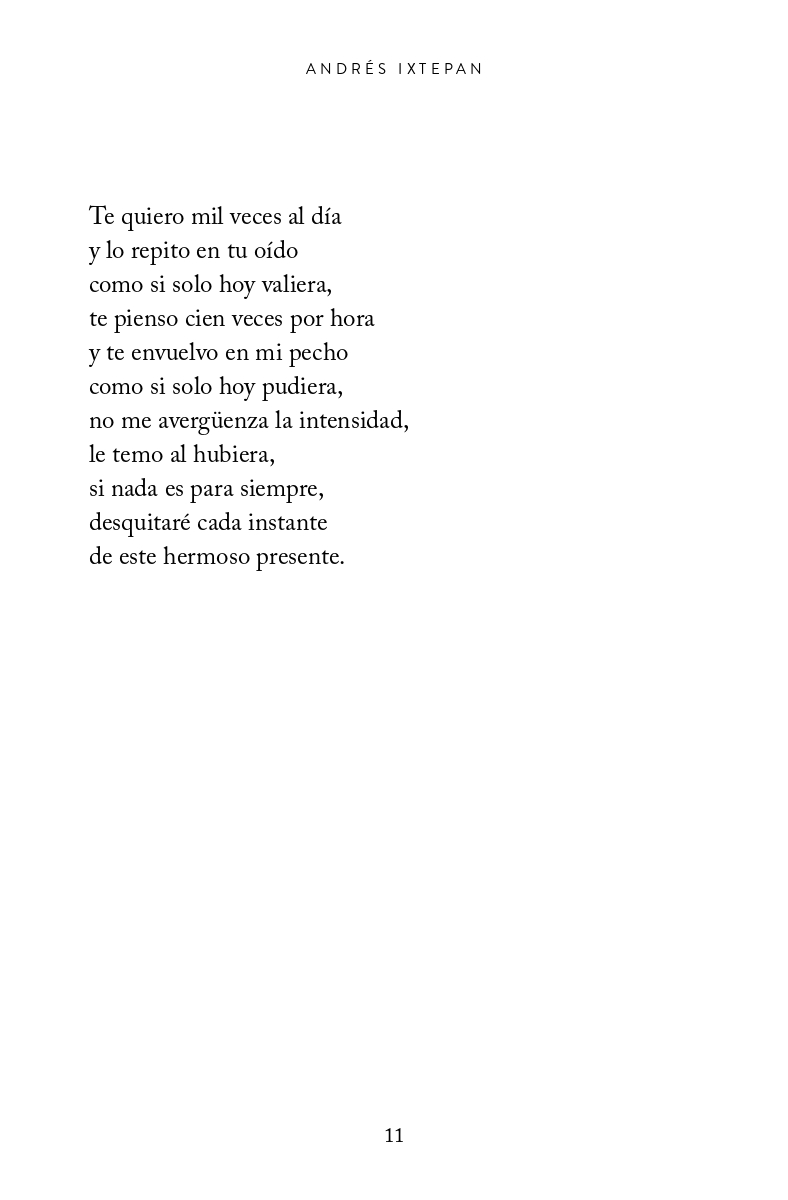 ANDRÉS IXTEPAN
Te quiero mil veces al día
y lo repito en tu oído
como si solo hoy valiera,
te pienso cien veces por hora
y te envuelvo en mi pecho
como si solo hoy pudiera,
no me avergüenza la intensidad,
le temo al hubiera,
si nada es para siempre,
desquitaré cada instante
de este hermoso presente.
11